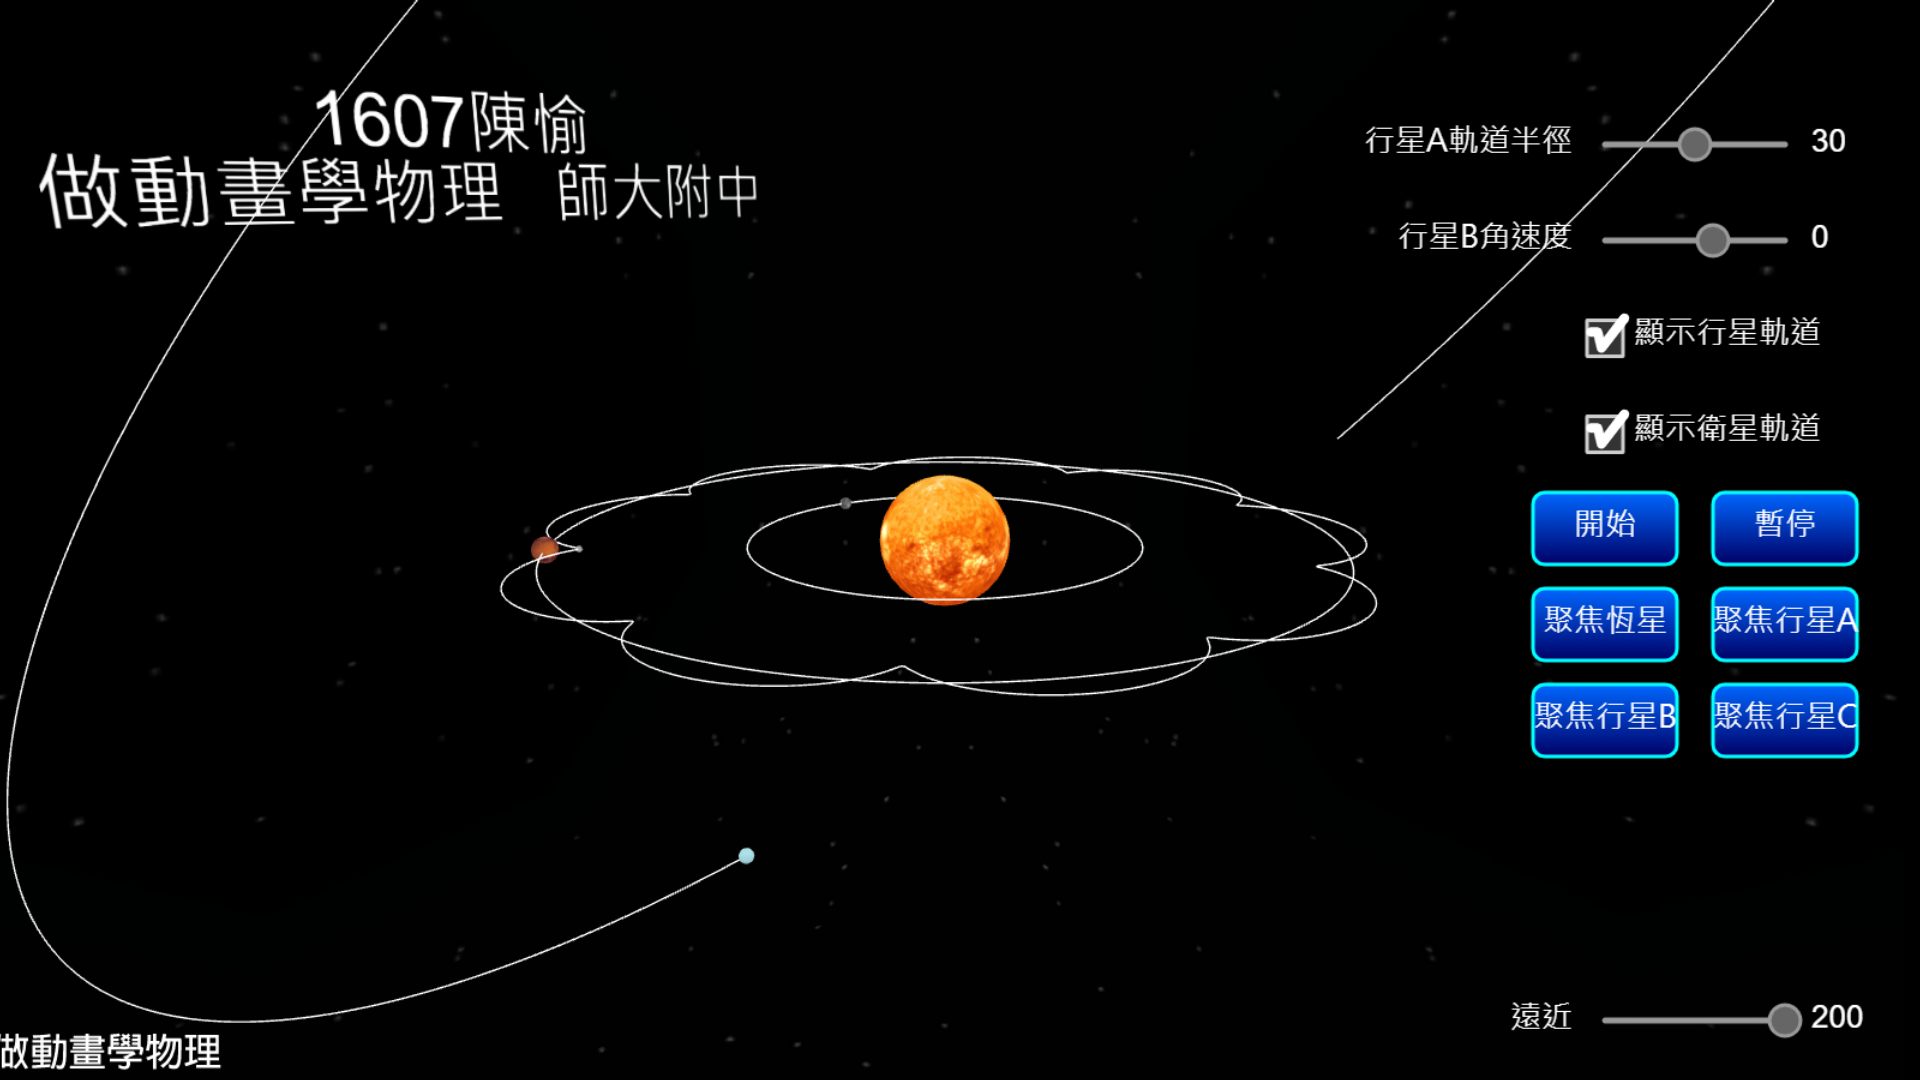 1607陳愉
做動畫學物理 師大附中
行星A軌道半徑 30
行星B角速度 0
顯示行星軌道
顯示衛星軌道
開始 暫停
聚焦恆星 聚焦行星A
聚焦行星B 聚焦行星C
遠近 200
做動畫學物理